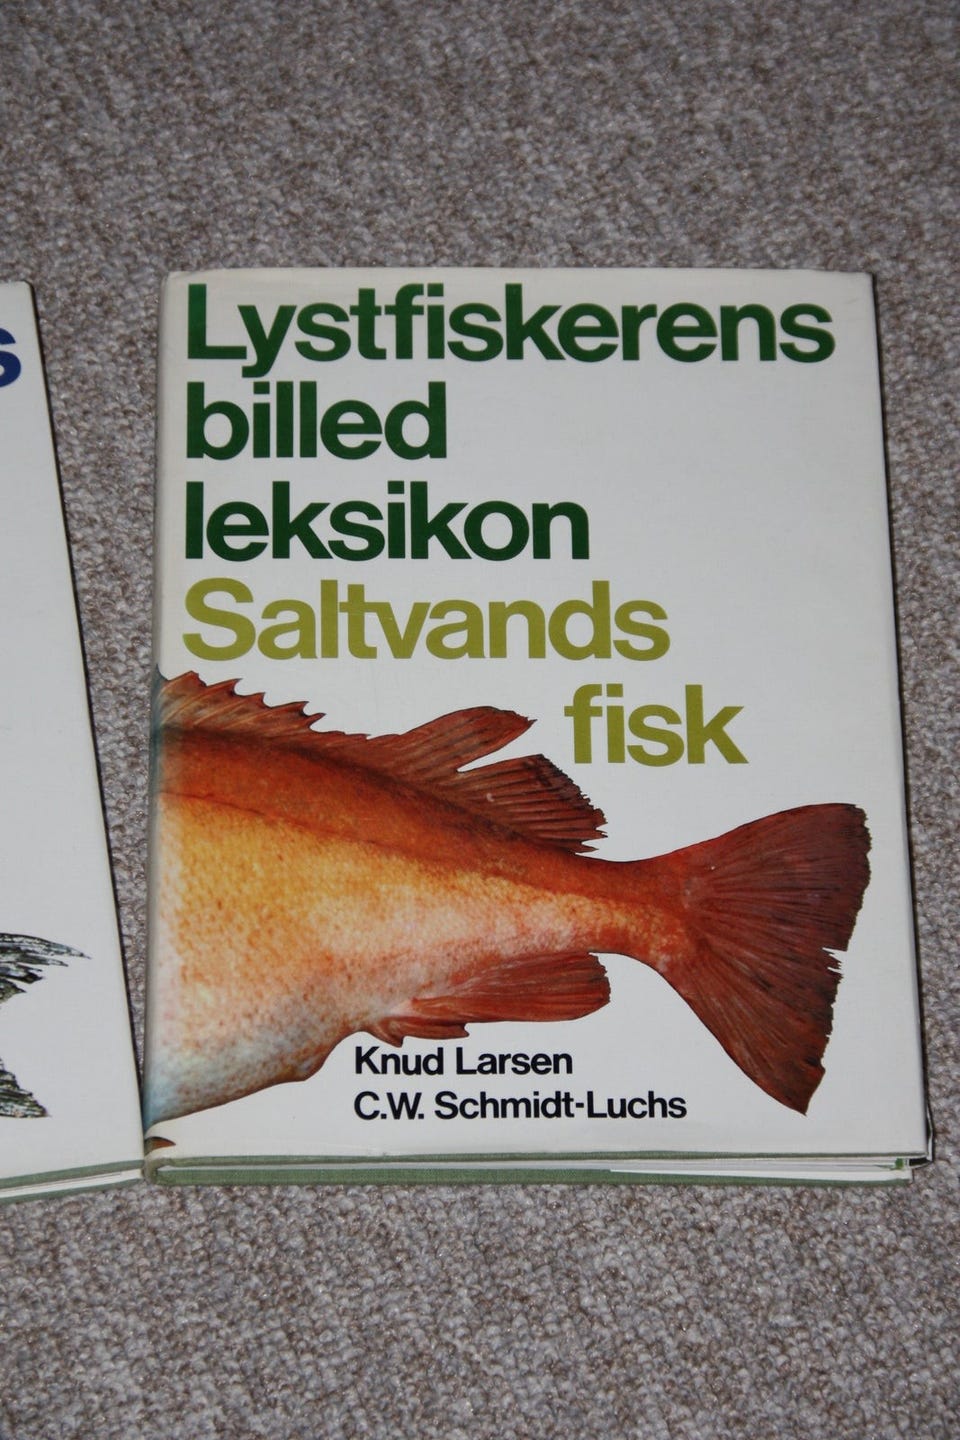 s
Lystfiskerens
billed
leksikon
Saltvands
fisk
Knud Larsen
C.W. Schmidt-Luchs